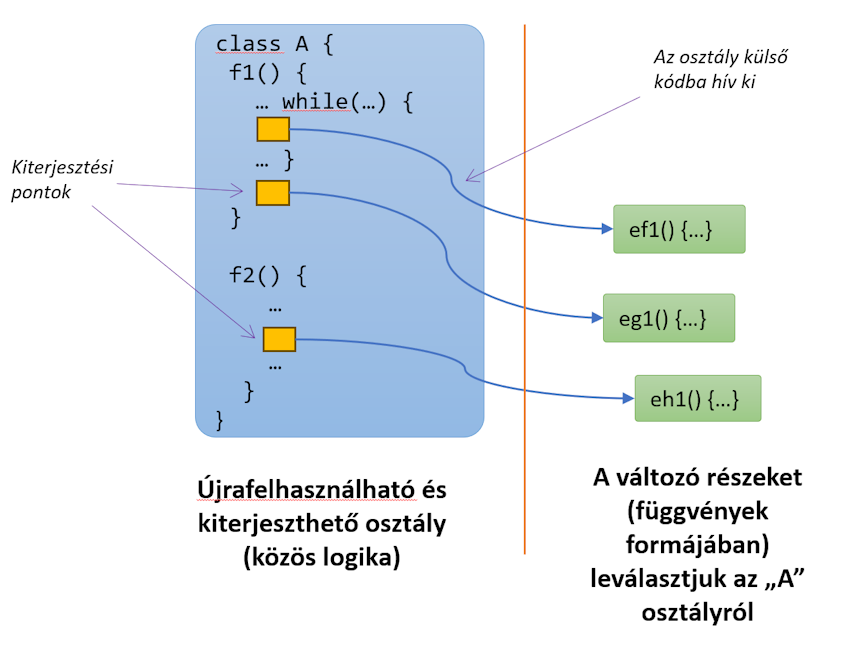 class A {
f1() {
… while(…) {
… }
}
f2() {
…
…
}
}
Kiterjesztési
pontok
Az osztály külső
kódba hív ki
ef1() {…}
eg1() {…}
eh1() {…}
Újrafelhasználható és
kiterjeszthető osztály
(közös logika)
A változó részeket
(függvények
formájában)
leválasztjuk az „A”
osztályról